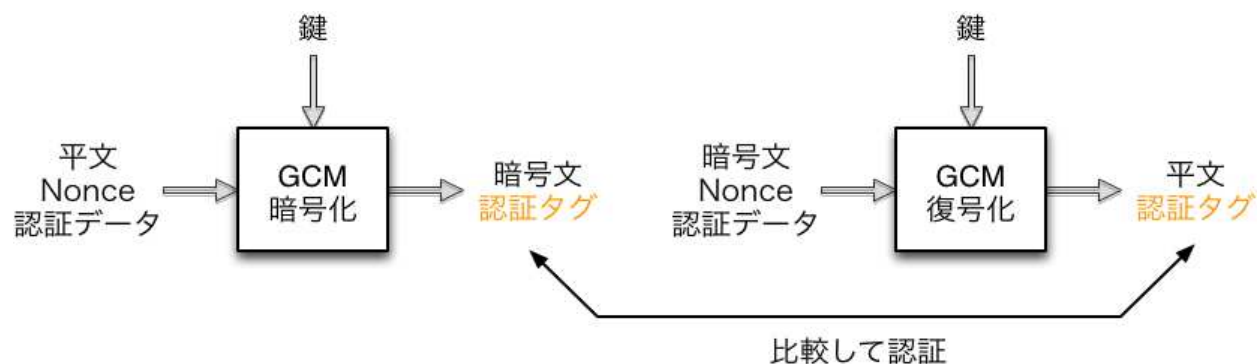 鍵
平文
Nonce
認証データ
GCM
暗号化
暗号文
認証タグ
鍵
暗号文
Nonce
認証データ
GCM
復号化
平文
認証タグ
比較して認証